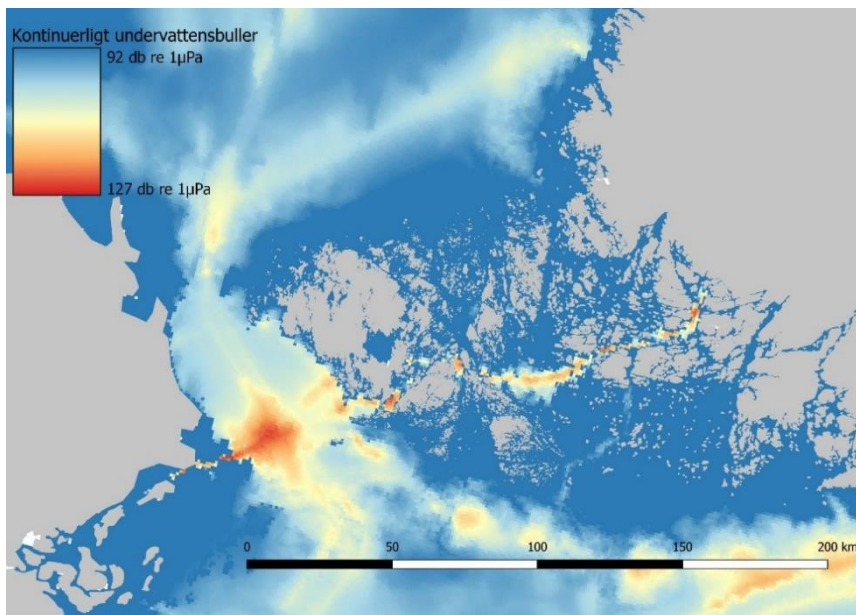 Kontinuerligt undervattensbuller
92 db re 1µPa
127 db re 1µPa
0 50 100 150 200 km